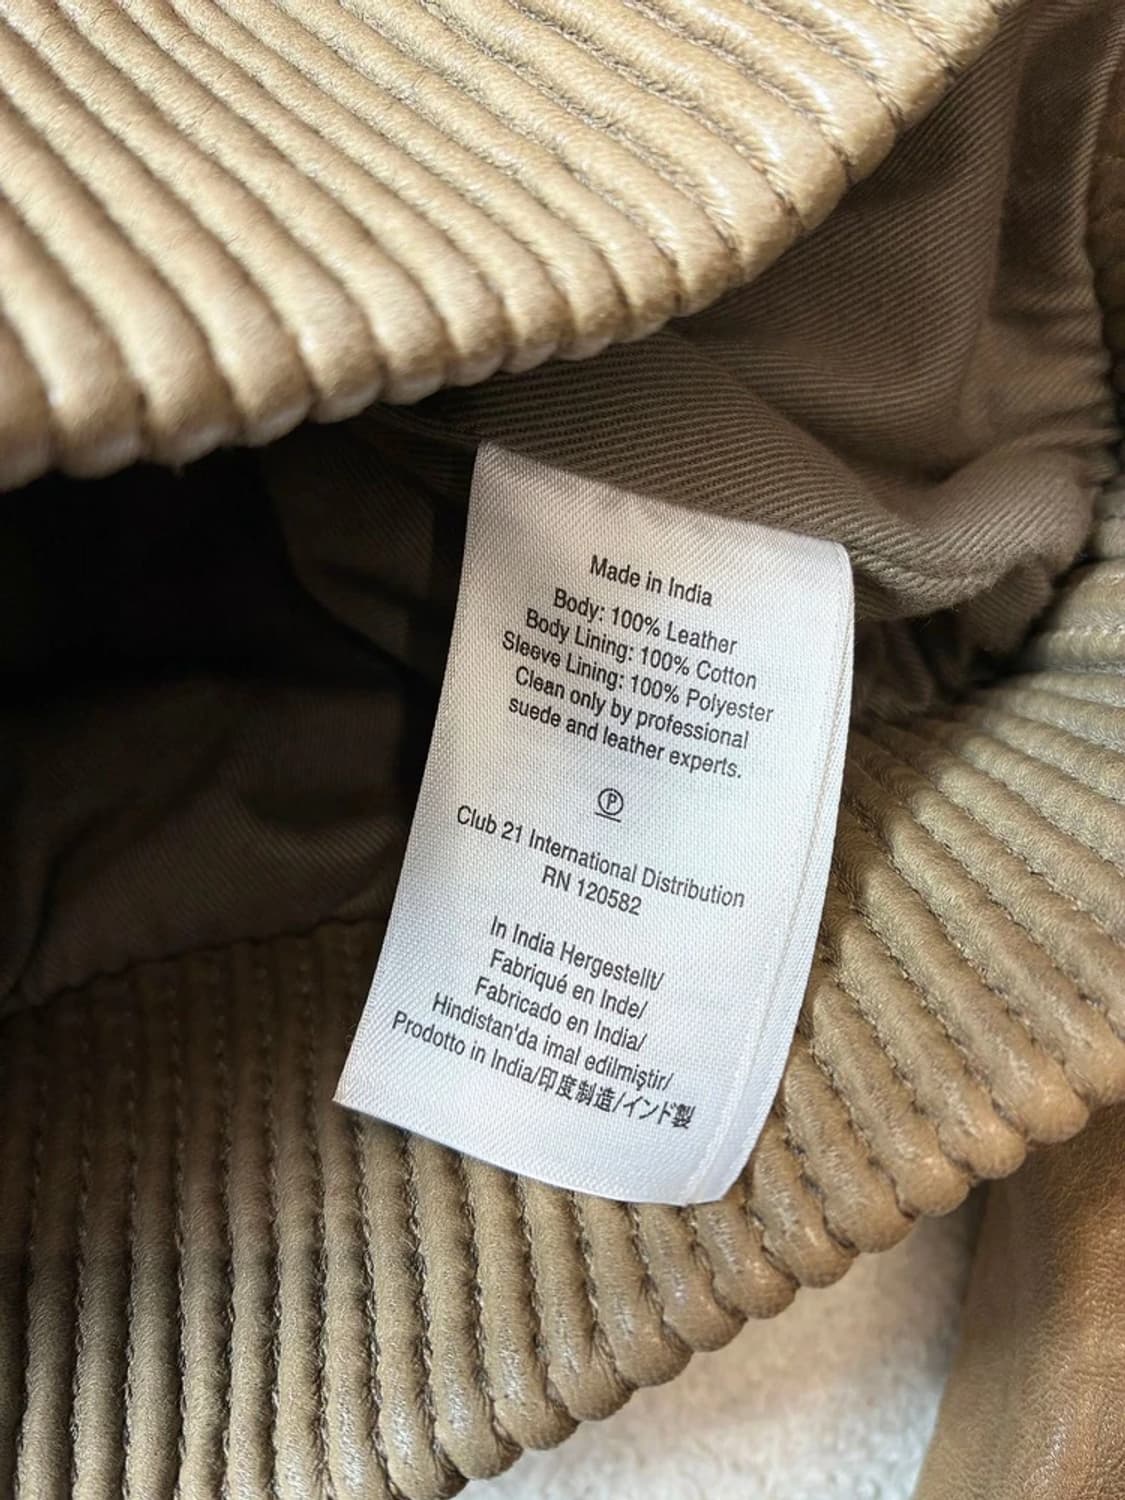 Made in India
Body: 100% Leather
Body Lining: 100% Cotton
Sleeve Lining: 100% Polyester
Clean only by professional
suede and leather experts.
P
Club 21 International Distribution
RN 120582
In India Hergestellt/
Fabriqué en Inde/
Fabricado en India/
Hindistan'da imal edilmiştir/
Prodotto in India/印度制造/インド製